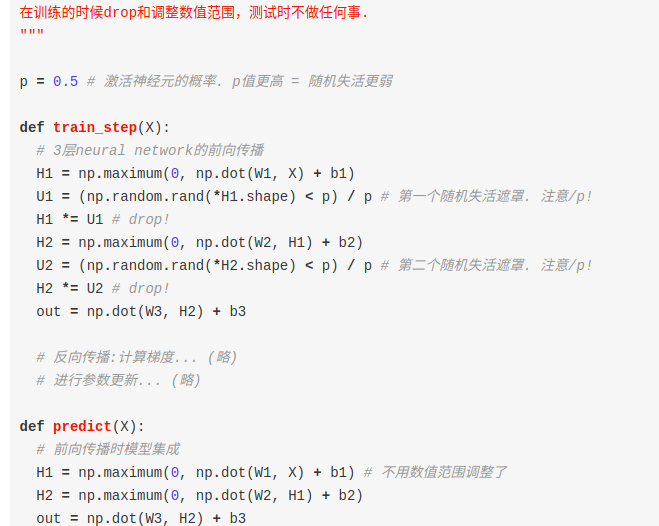 在训练的时候drop和调整数值范围，测试时不做任何事.
"""
p = 0.5 # 激活神经元的概率. p值更高 = 随机失活更弱
def train_step(X):
# 3层neural network的前向传播
H1 = np.maximum(0, np.dot(W1, X) + b1)
U1 = (np.random.rand(*H1.shape) < p) / p # 第一个随机失活遮罩. 注意/p!
H1 *= U1 # drop!
H2 = np.maximum(0, np.dot(W2, H1) + b2)
U2 = (np.random.rand(*H2.shape) < p) / p # 第二个随机失活遮罩. 注意/p!
H2 *= U2 # drop!
out = np.dot(W3, H2) + b3
# 反向传播:计算梯度... (略)
# 进行参数更新... (略)
def predict(X):
# 前向传播时模型集成
H1 = np.maximum(0, np.dot(W1, X) + b1) # 不用数值范围调整了
H2 = np.maximum(0, np.dot(W2, H1) + b2)
out = np.dot(W3, H2) + b3